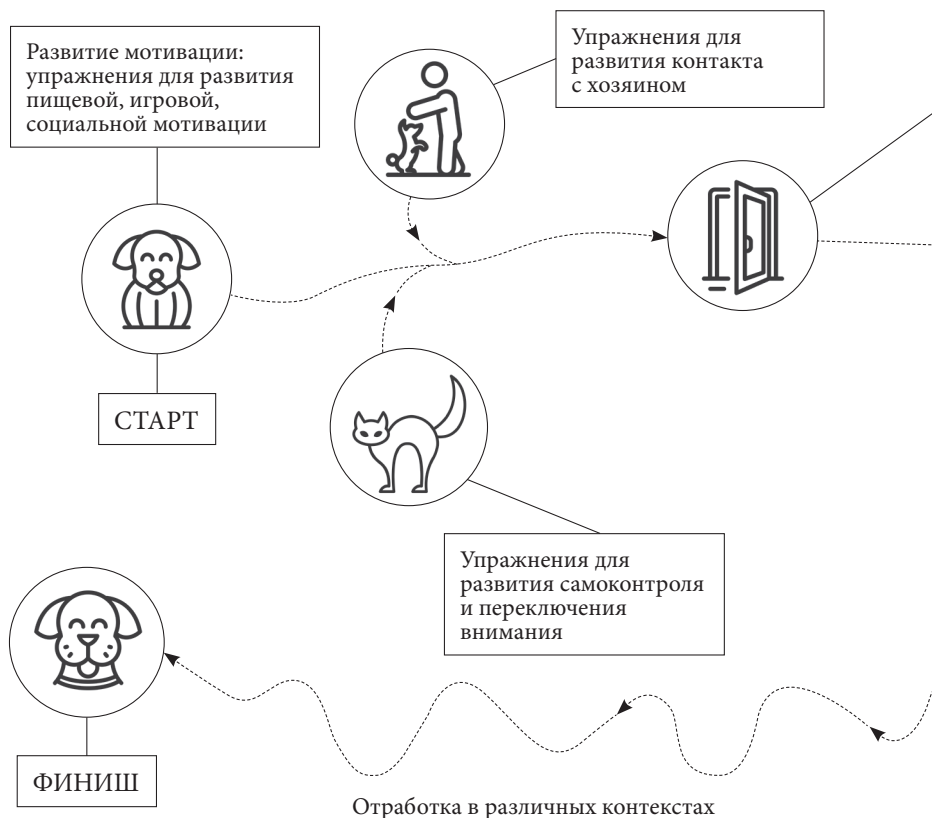 Развитие мотивации:
упражнения для развития
пищевой, игровой,
социальной мотивации
Упражнения для
развития контакта
с хозяином
СТАРТ
Упражнения для
развития самоконтроля
и переключения
внимания
ФИНИШ
Отработка в различных контекстах